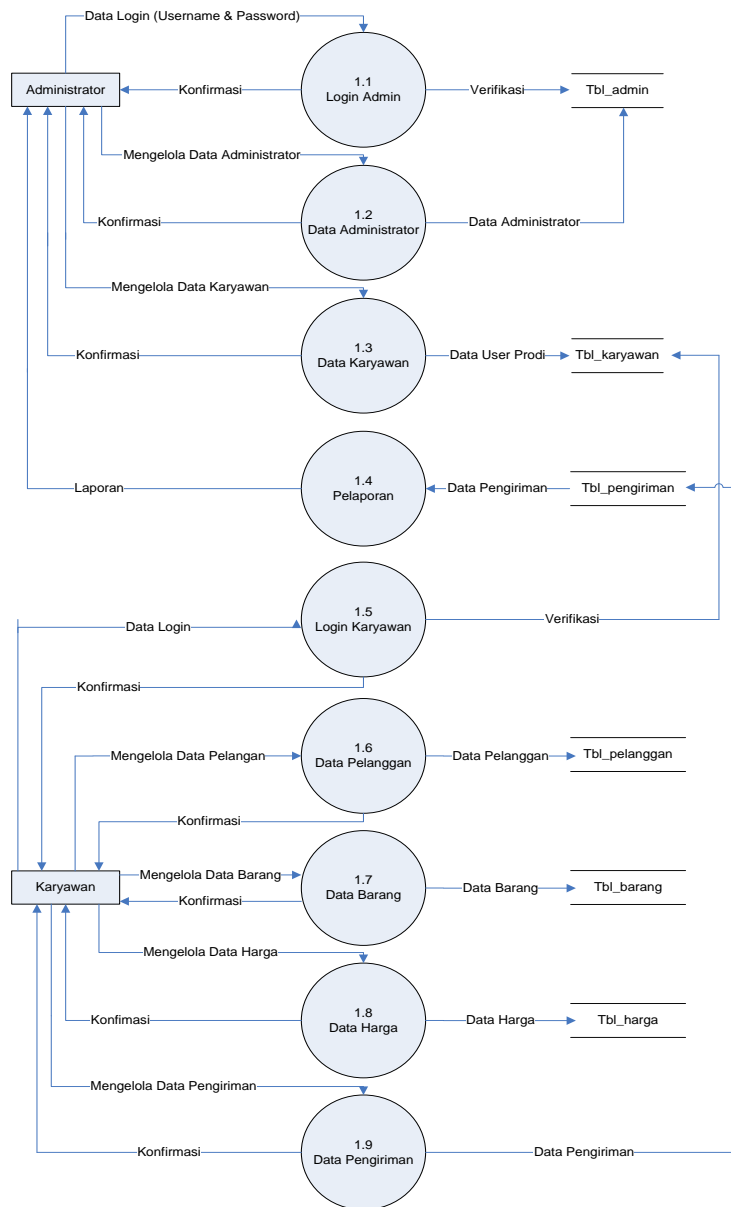 Data Login (Username & Password)
1.1
Login Admin
Administrator
Konfirmasi
Verifikasi
Tbl_admin
Mengelola Data Administrator
1.2
Data Administrator
Konfirmasi
Data Administrator
Mengelola Data Karyawan
1.3
Data Karyawan
Konfirmasi
Data User Prodi
Tbl_karyawan
1.4
Pelaporan
Laporan
Data Pengiriman
Tbl_pengiriman
1.5
Login Karyawan
Data Login
Verifikasi
Konfirmasi
1.6
Data Pelanggan
Mengelola Data Pelangan
Data Pelanggan
Tbl_pelanggan
Konfirmasi
Karyawan
Mengelola Data Barang
1.7
Data Barang
Konfirmasi
Data Barang
Tbl_barang
Mengelola Data Harga
1.8
Data Harga
Konfimasi
Data Harga
Tbl_harga
Mengelola Data Pengiriman
1.9
Data Pengiriman
Konfirmasi
Data Pengiriman